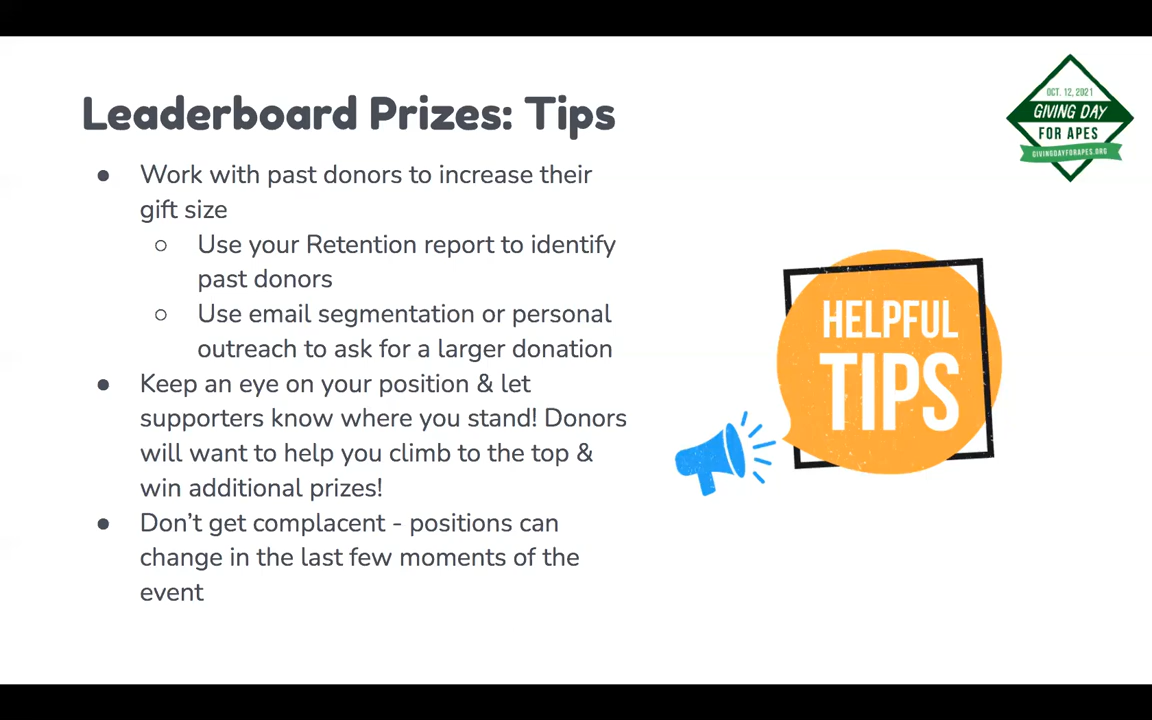 Leaderboard Prizes: Tips
● Work with past donors to increase their
gift size
○ Use your Retention report to identify
past donors
○ Use email segmentation or personal
outreach to ask for a larger donation
● Keep an eye on your position & let
supporters know where you stand! Donors
will want to help you climb to the top &
win additional prizes!
● Don’t get complacent - positions can
change in the last few moments of the
event
OCT. 12, 2021
GIVING DAY
FOR APES
GIVINGDAYFORAPES.ORG
HELPFUL
TIPS